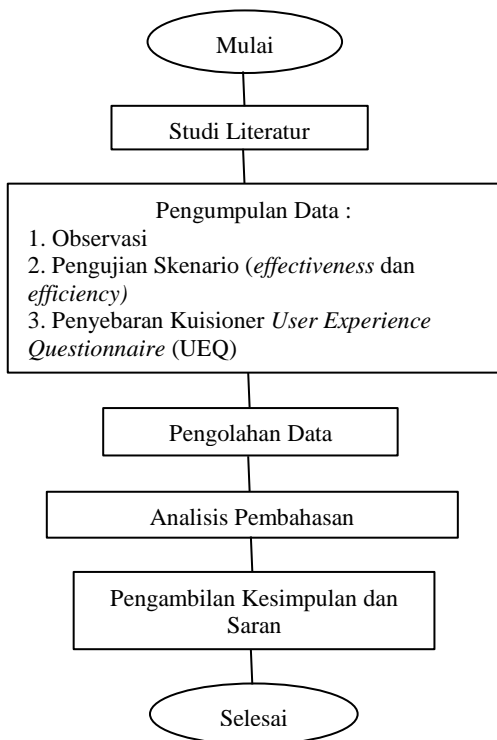 Mulai
Studi Literatur
Pengumpulan Data :
1. Observasi
2. Pengujian Skenario (effectiveness dan
efficiency)
3. Penyebaran Kuisioner User Experience
Questionnaire (UEQ)
Pengolahan Data
Analisis Pembahasan
Pengambilan Kesimpulan dan
Saran
Selesai